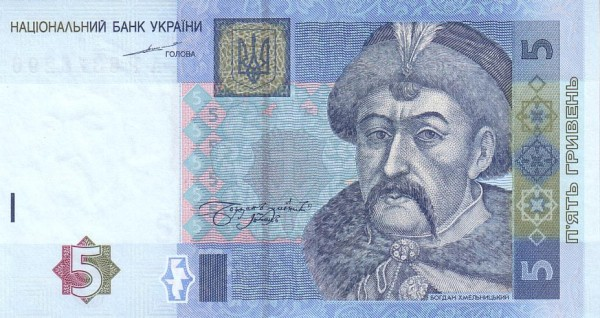 НАЦІОНАЛЬНИЙ БАНК УКРАЇНИ
ГОЛОВА
5
П'ЯТЬ ГРИВЕНЬ
5
5
БОГДАН ХМЕЛЬНИЦЬКИЙ